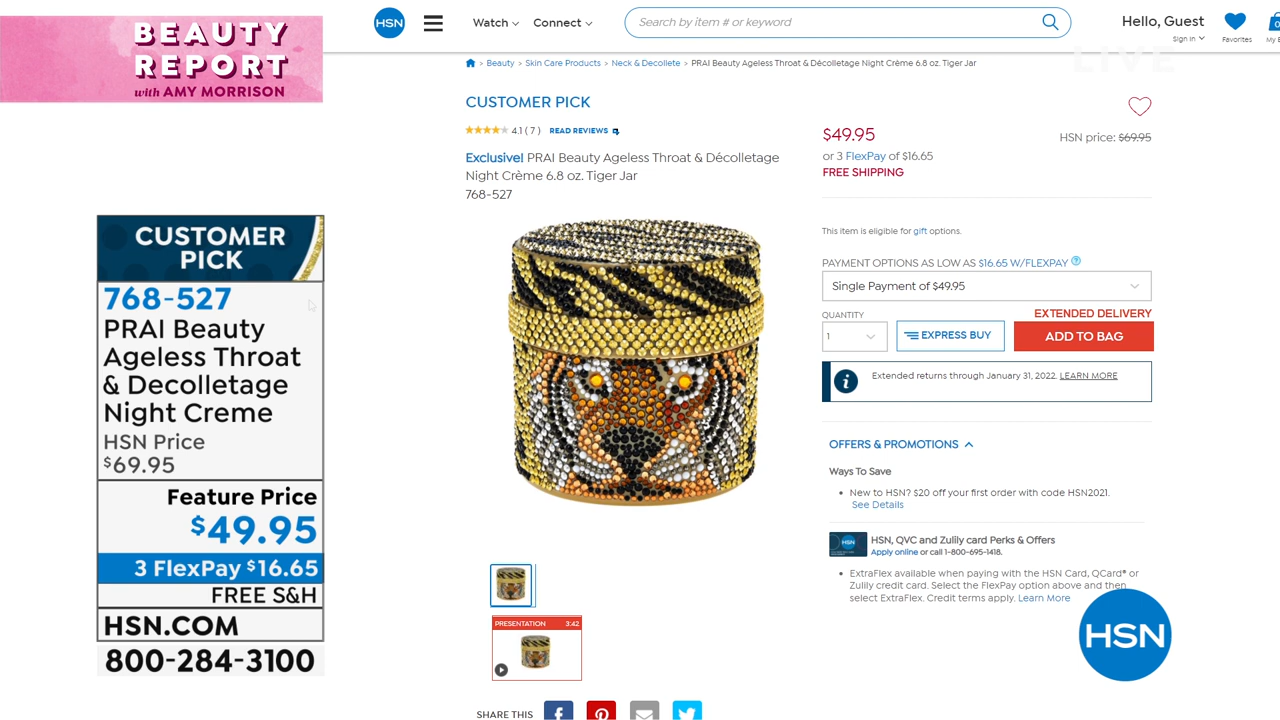 BEAUTY
REPORT
with AMY MORRISON
CUSTOMER
PICK
768-527
PRAI Beauty
Ageless Throat
& Decolletage
Night Creme
HSN Price
$69.95
Feature Price
$49.95
3 FlexPay $16.65
FREE S&H
HSN.COM
800-284-3100
HSN
Watch
Connect
Search by item # or keyword
Hello, Guest
Sign In
Favorites
0
LIVE
> Beauty > Skin Care Products > Neck & Decollete > PRAI Beauty Ageless Throat & Décolletage Night Crème 6.8 oz. Tiger Jar
CUSTOMER PICK
4.1 ( 7 ) READ REVIEWS
Exclusive! PRAI Beauty Ageless Throat & Décolletage
Night Crème 6.8 oz. Tiger Jar
768-527
PRESENTATION 3:42
SHARE THIS
$49.95
HSN price: $69.95
or 3 FlexPay of $16.65
FREE SHIPPING
This item is eligible for gift options.
PAYMENT OPTIONS AS LOW AS $16.65 W/FLEXPAY ?
Single Payment of $49.95
EXTENDED DELIVERY
QUANTITY
1
EXPRESS BUY
ADD TO BAG
Extended returns through January 31, 2022. LEARN MORE
OFFERS & PROMOTIONS
Ways To Save
• New to HSN? $20 off your first order with code HSN2021.
See Details
HSN
HSN, QVC and Zulily card Perks & Offers
Apply online or call 1-800-695-1418.
• ExtraFlex available when paying with the HSN Card, QCard® or
Zulily credit card. Select the FlexPay option above and then
select ExtraFlex. Credit terms apply. Learn More
HSN